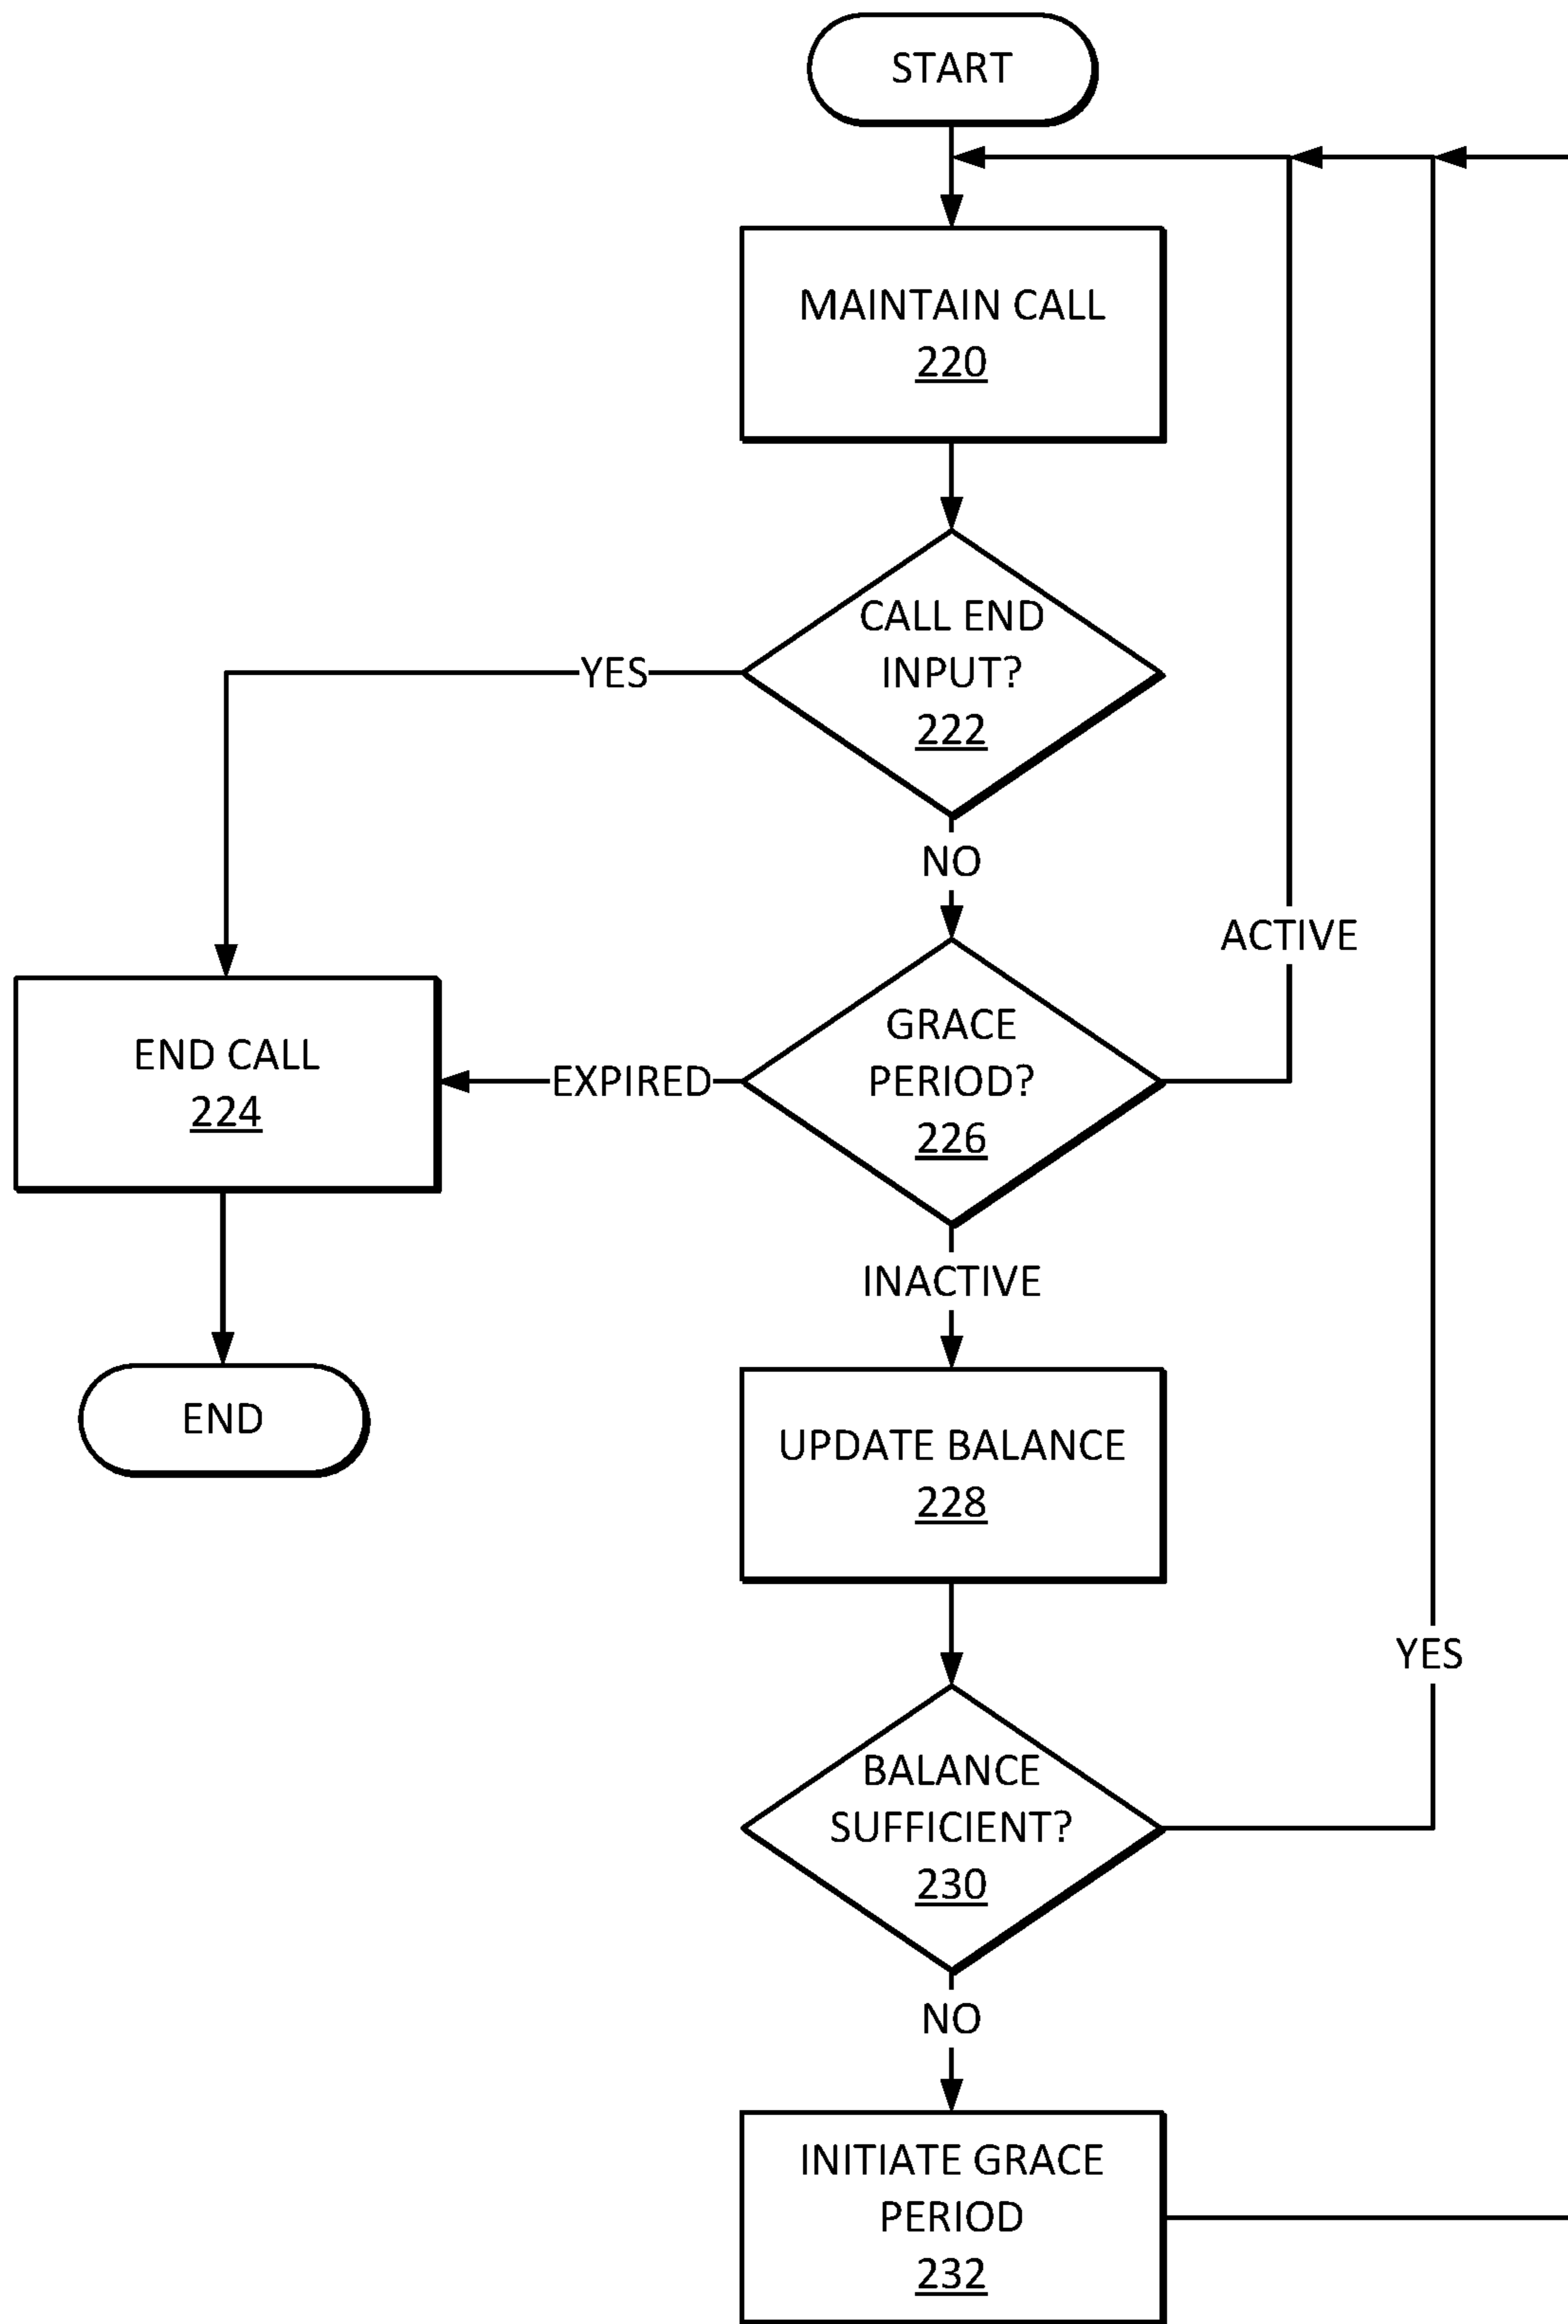 START
MAINTAIN CALL
220
CALL END
INPUT?
222
YES
NO
ACTIVE
GRACE
PERIOD?
226
EXPIRED
END CALL
224
INACTIVE
END
UPDATE BALANCE
228
YES
BALANCE
SUFFICIENT?
230
NO
INITIATE GRACE
PERIOD
232